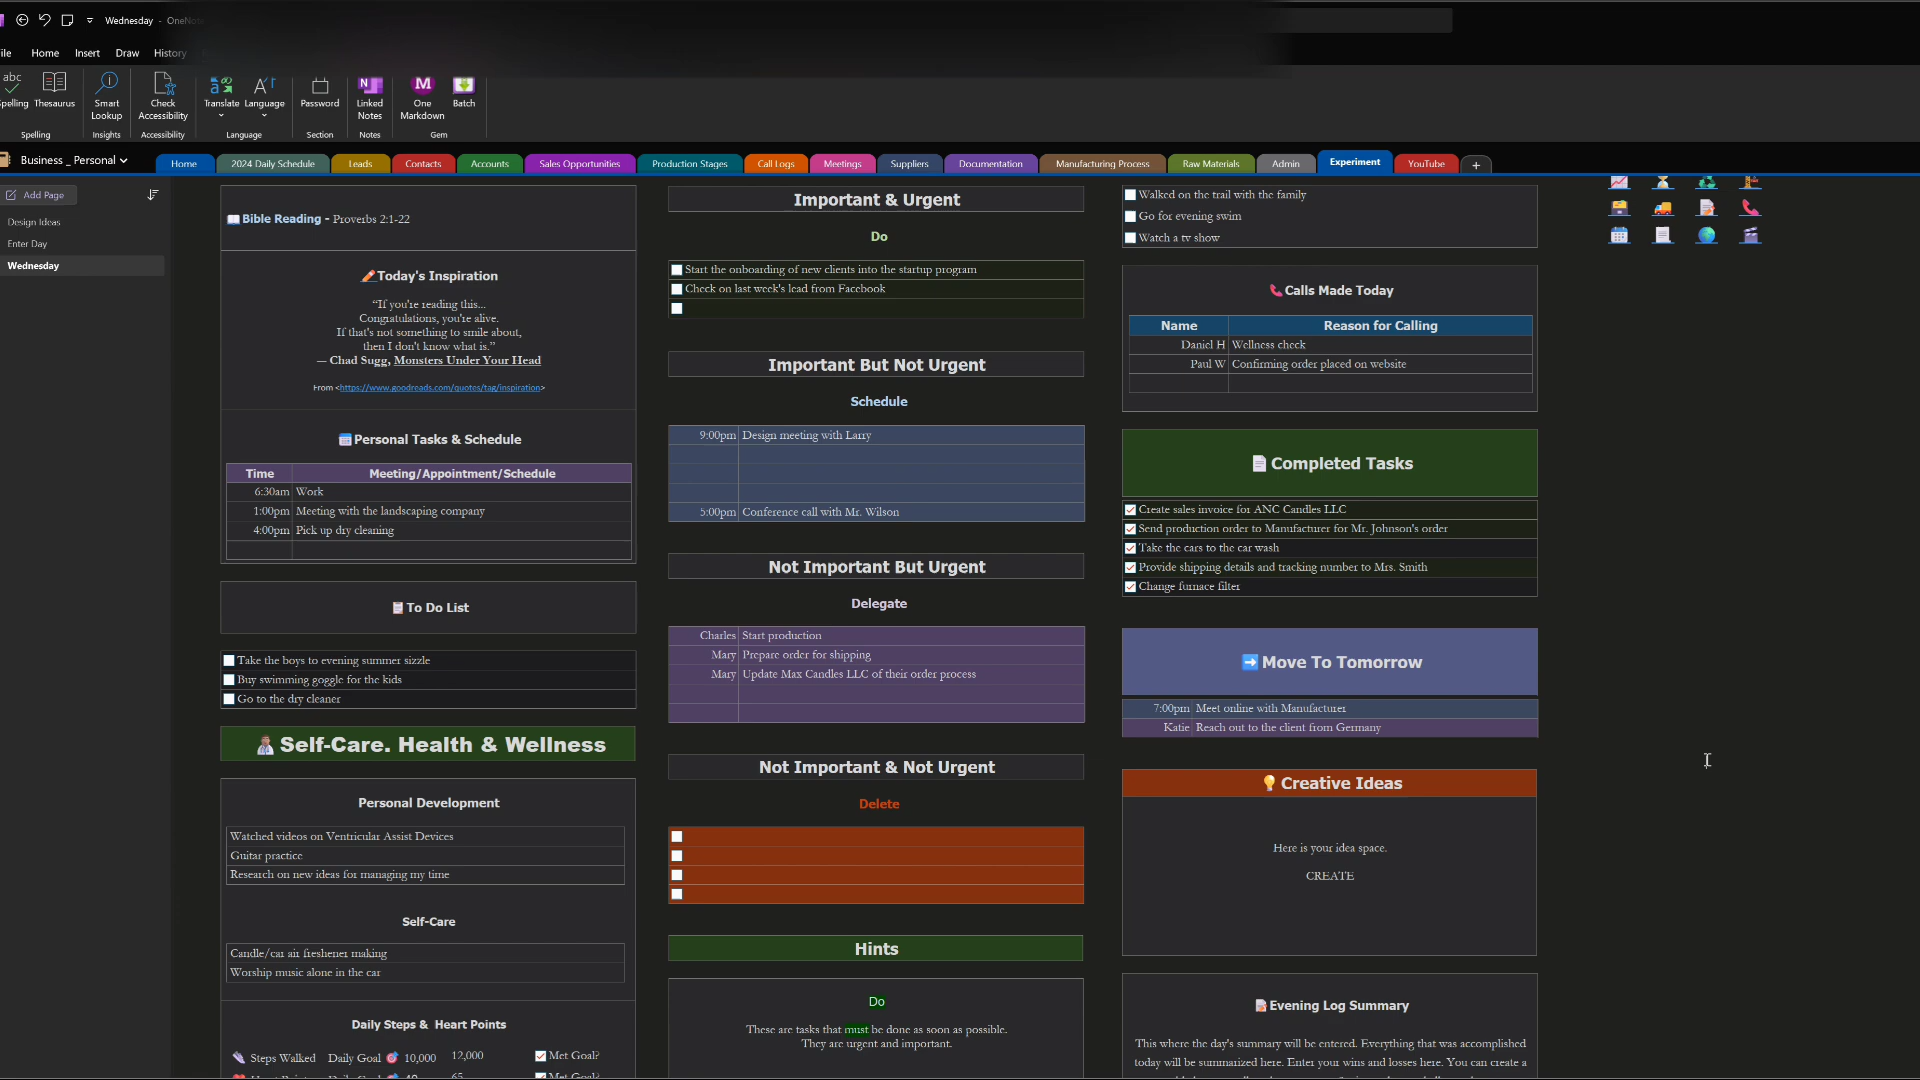 Wednesday - OneNote
File
Home
Insert
Draw
History
abc
Spelling
Thesaurus
Spelling
Smart Lookup
Insights
Check Accessibility
Accessibility
Translate
Language
Language
Password
Section
Linked Notes
Notes
One Markdown
Batch
Gem
Business _ Personal
Home
2024 Daily Schedule
Leads
Contacts
Accounts
Sales Opportunities
Production Stages
Call Logs
Meetings
Suppliers
Documentation
Manufacturing Process
Raw Materials
Admin
Experiment
YouTube
+
Add Page
Design Ideas
Enter Day
Wednesday
Bible Reading - Proverbs 2:1-22
Today's Inspiration
“If you're reading this...
Congratulations, you're alive.
If that's not something to smile about,
then I don't know what is.”
— Chad Sugg, Monsters Under Your Head
From <https://www.goodreads.com/quotes/tag/inspiration>
Personal Tasks & Schedule
Time Meeting/Appointment/Schedule
6:30am Work
1:00pm Meeting with the landscaping company
4:00pm Pick up dry cleaning
To Do List
Take the boys to evening summer sizzle
Buy swimming goggle for the kids
Go to the dry cleaner
Self-Care. Health & Wellness
Personal Development
Watched videos on Ventricular Assist Devices
Guitar practice
Research on new ideas for managing my time
Self-Care
Candle/car air freshener making
Worship music alone in the car
Daily Steps & Heart Points
Steps Walked Daily Goal 10,000 12,000 Met Goal?
Important & Urgent
Do
Start the onboarding of new clients into the startup program
Check on last week's lead from Facebook
Important But Not Urgent
Schedule
9:00pm Design meeting with Larry
5:00pm Conference call with Mr. Wilson
Not Important But Urgent
Delegate
Charles Start production
Mary Prepare order for shipping
Mary Update Max Candles LLC of their order process
Not Important & Not Urgent
Delete
Hints
Do
These are tasks that must be done as soon as possible.
They are urgent and important.
Walked on the trail with the family
Go for evening swim
Watch a tv show
Calls Made Today
Name Reason for Calling
Daniel H Wellness check
Paul W Confirming order placed on website
Completed Tasks
Create sales invoice for ANC Candles LLC
Send production order to Manufacturer for Mr. Johnson's order
Take the cars to the car wash
Provide shipping details and tracking number to Mrs. Smith
Change furnace filter
Move To Tomorrow
7:00pm Meet online with Manufacturer
Katie Reach out to the client from Germany
Creative Ideas
Here is your idea space.
CREATE
Evening Log Summary
This where the day's summary will be entered. Everything that was accomplished
today will be summarized here. Enter your wins and losses here. You can create a